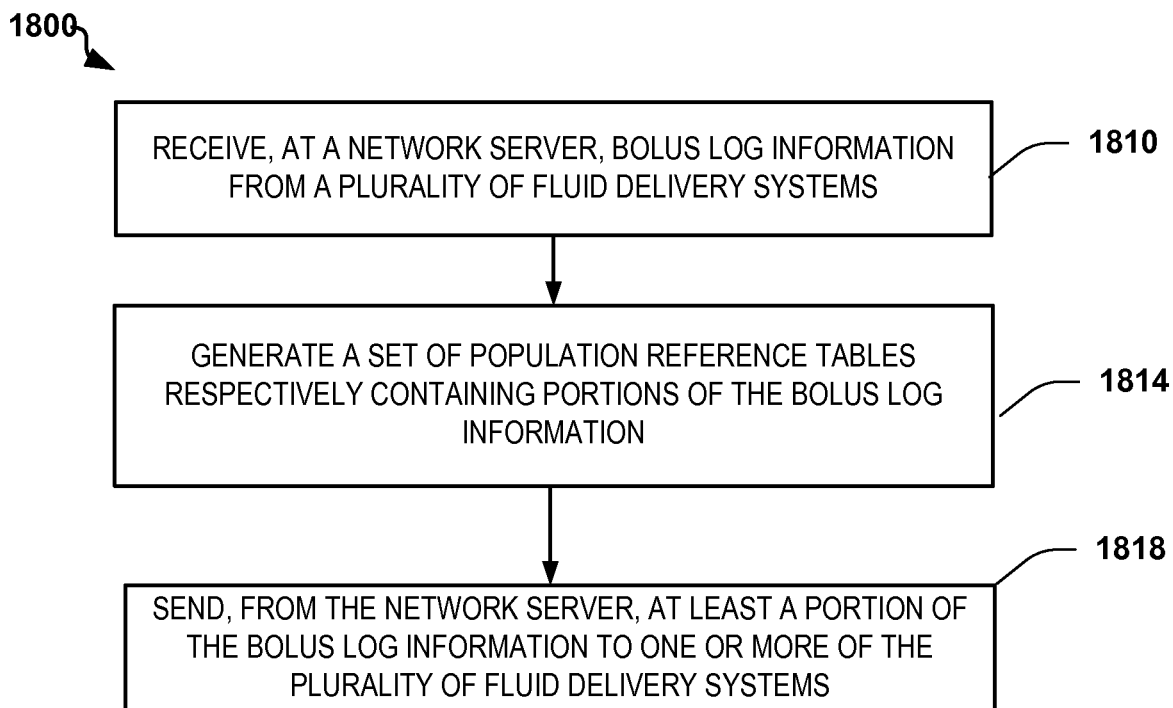 1800
RECEIVE, AT A NETWORK SERVER, BOLUS LOG INFORMATION
FROM A PLURALITY OF FLUID DELIVERY SYSTEMS
1810
GENERATE A SET OF POPULATION REFERENCE TABLES
RESPECTIVELY CONTAINING PORTIONS OF THE BOLUS LOG
INFORMATION
1814
SEND, FROM THE NETWORK SERVER, AT LEAST A PORTION OF
THE BOLUS LOG INFORMATION TO ONE OR MORE OF THE
PLURALITY OF FLUID DELIVERY SYSTEMS
1818